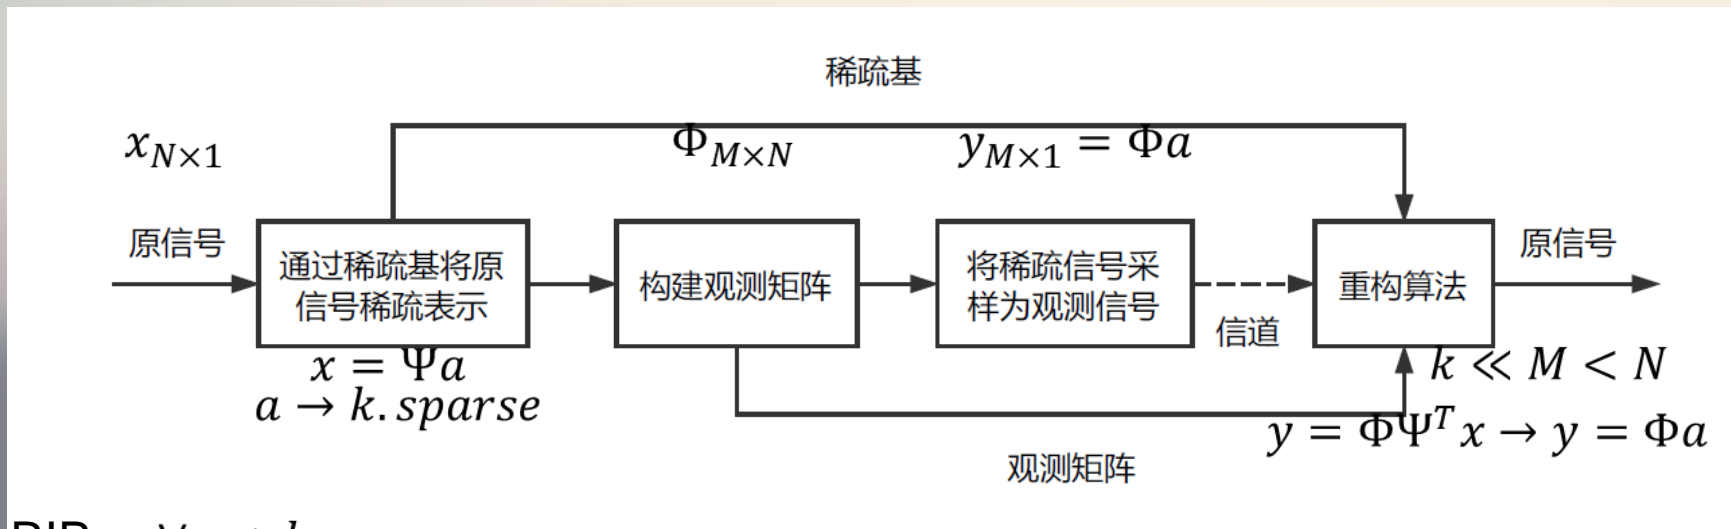 稀疏基
x_{N×1}
Φ_{M×N}
y_{M×1} = Φa
原信号
通过稀疏基将原
信号稀疏表示
构建观测矩阵
将稀疏信号采
样为观测信号
信道
重构算法
原信号
x = Ψa
a → k.sparse
k ≪ M < N
y = ΦΨ^T x → y = Φa
观测矩阵